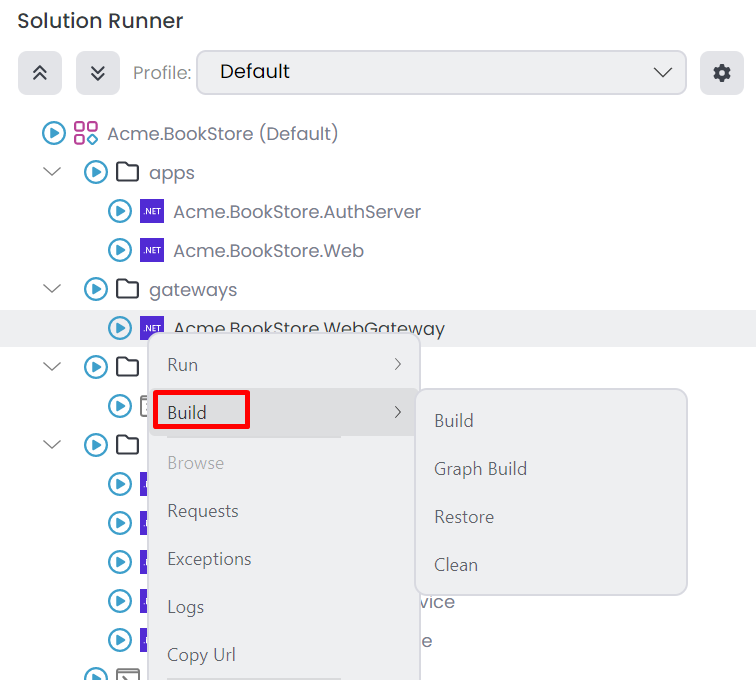 Solution Runner
Profile: Default
Acme.BookStore (Default)
apps
.NET Acme.BookStore.AuthServer
.NET Acme.BookStore.Web
gateways
.NET Acme.BookStore.WebGateway
Run
Build
Browse
Requests
Exceptions
Logs
Copy Url
Build
Graph Build
Restore
Clean
vice
e